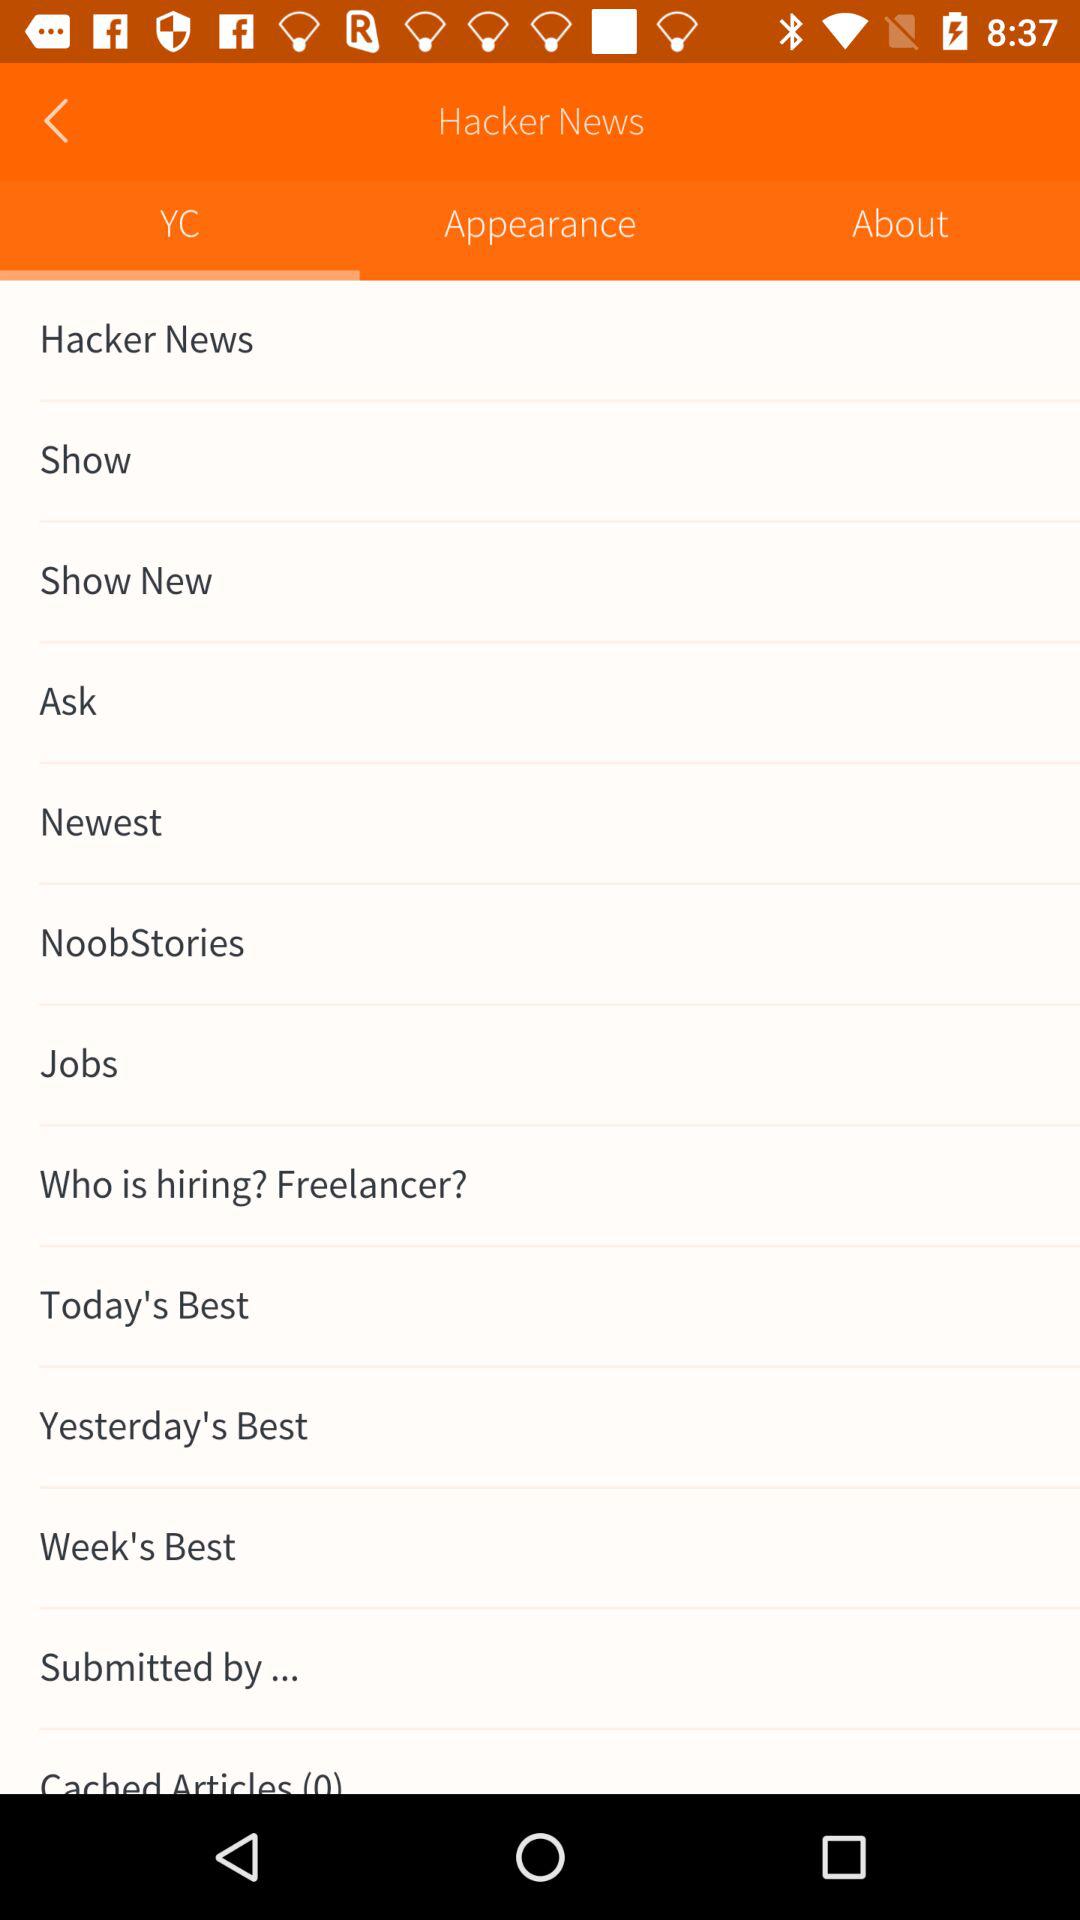 8:37
Hacker News
YC Appearance About
Hacker News
Show
Show New
Ask
Newest
NoobStories
Jobs
Who is hiring? Freelancer?
Today's Best
Yesterday's Best
Week's Best
Submitted by ...
Cached Articles (0)